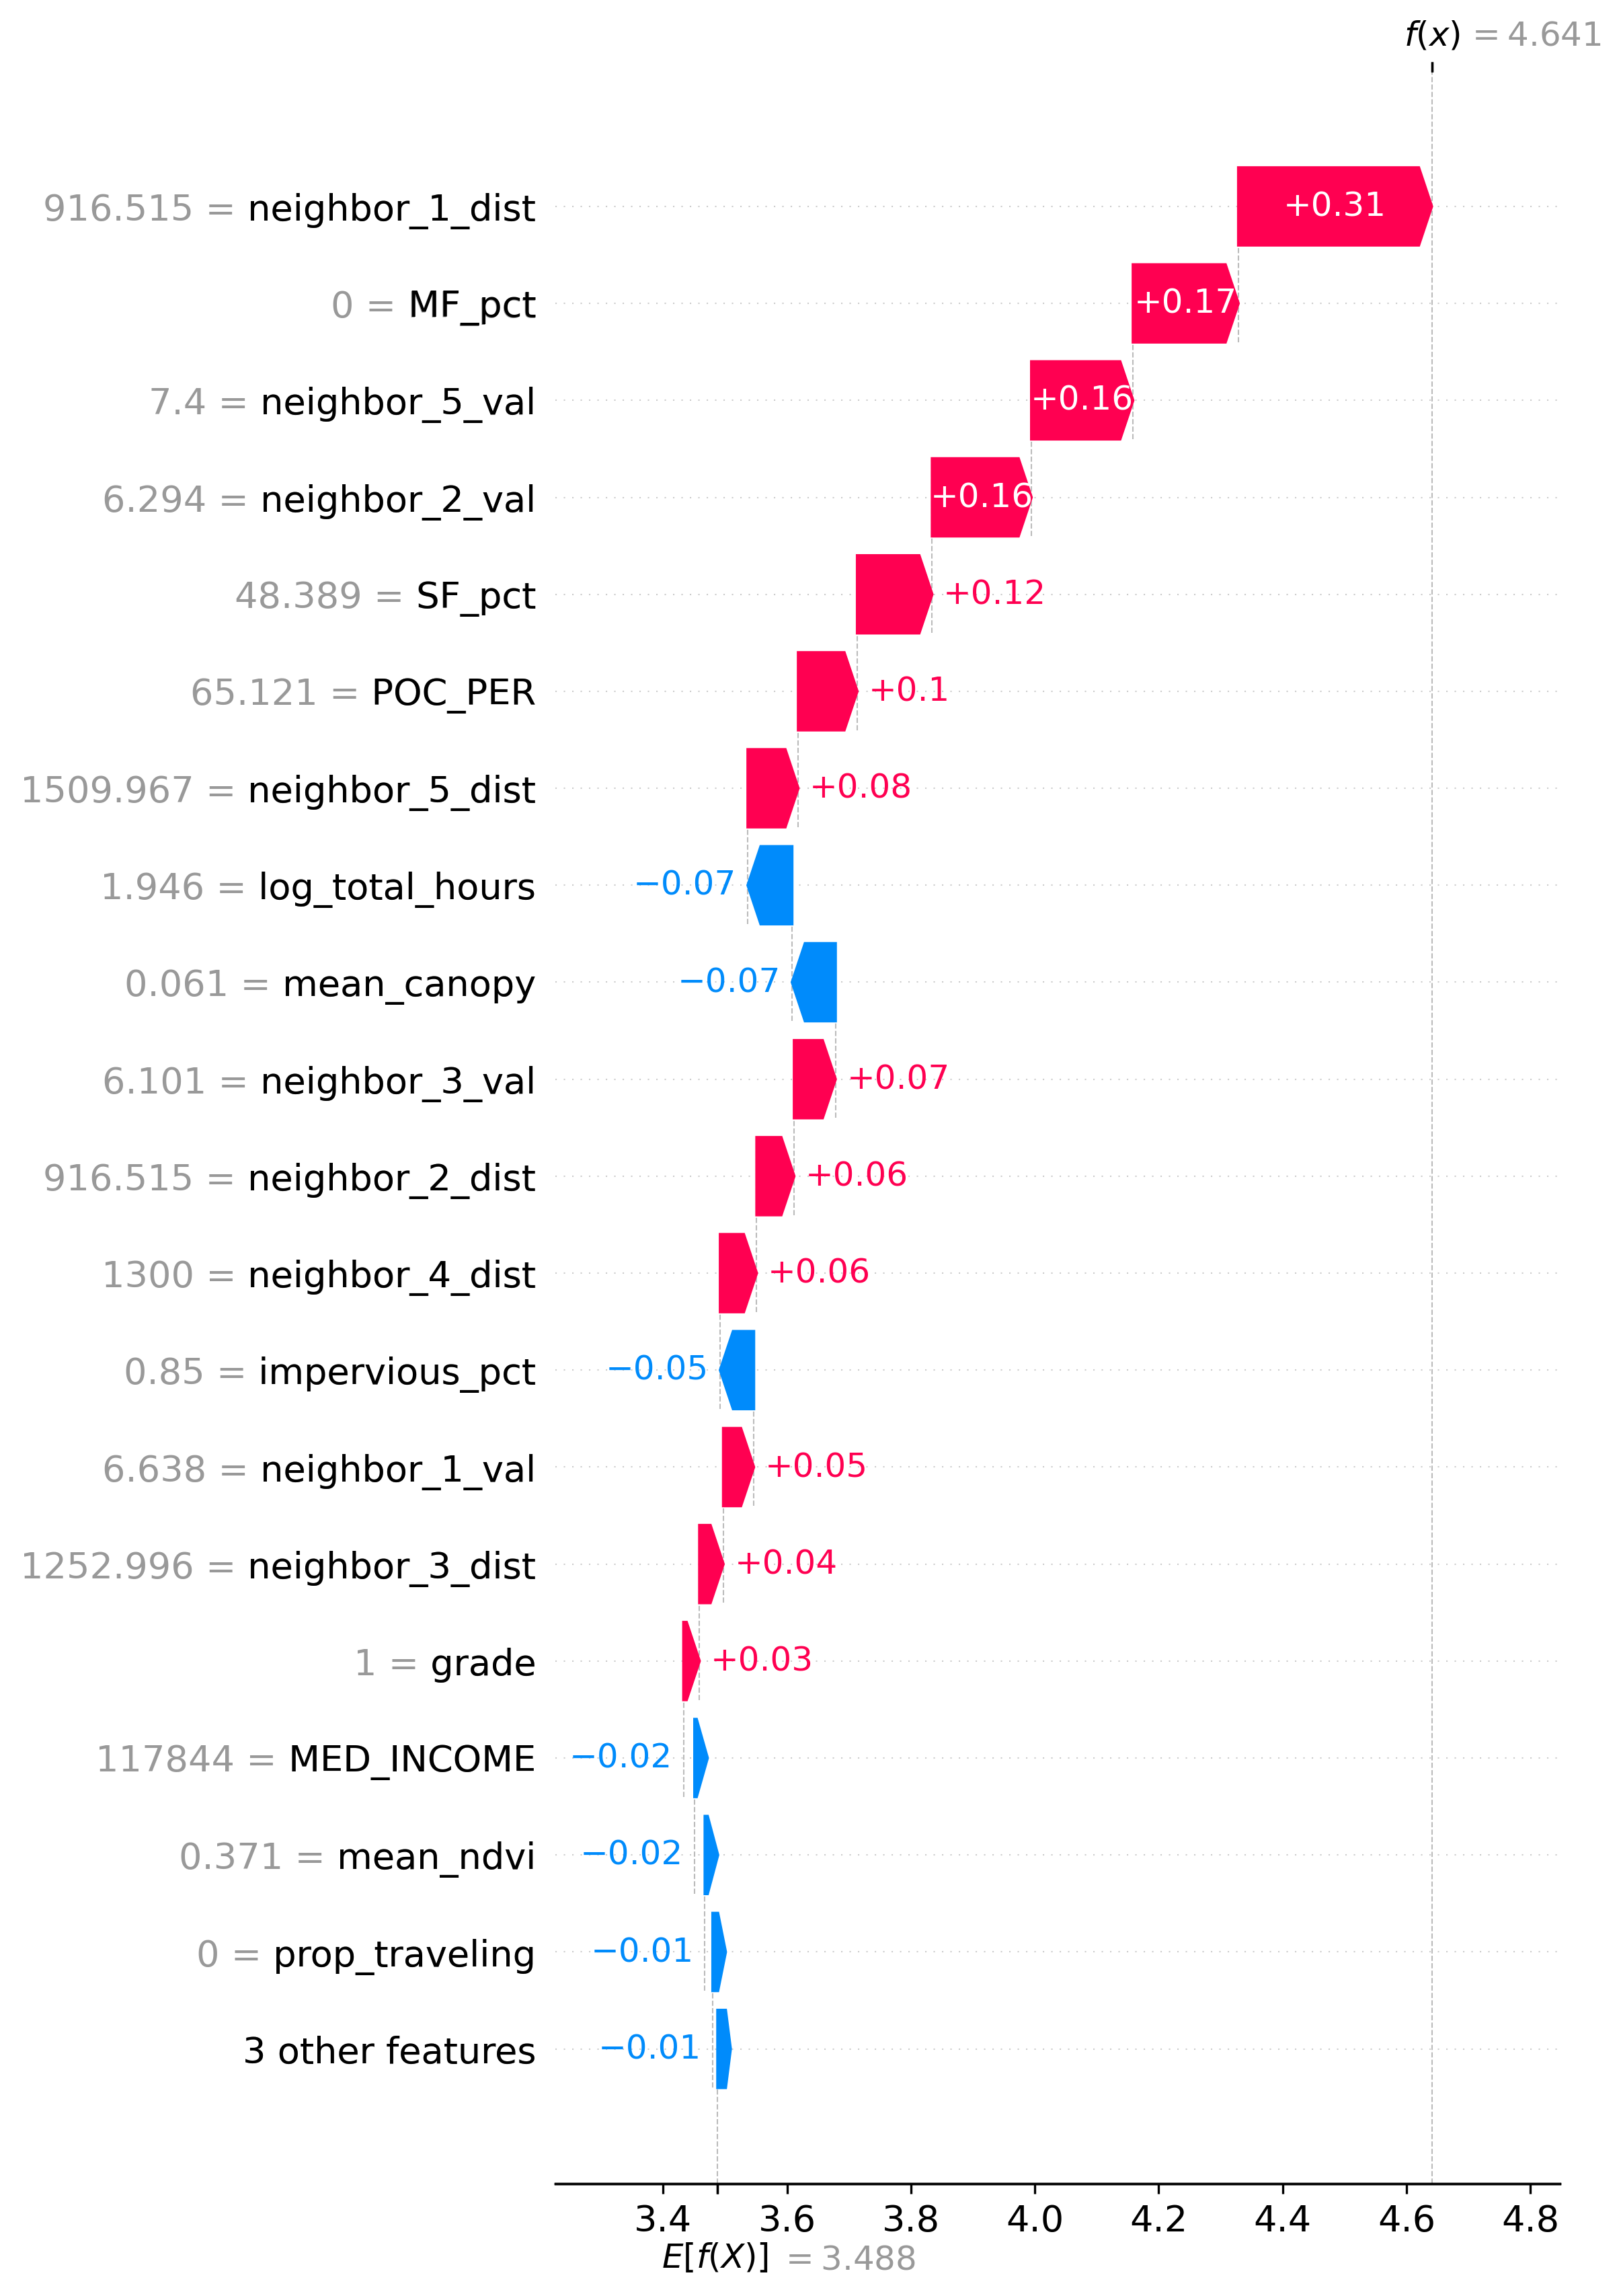 f(x) = 4.641
916.515 = neighbor_1_dist +0.31
0 = MF_pct +0.17
7.4 = neighbor_5_val +0.16
6.294 = neighbor_2_val +0.16
48.389 = SF_pct +0.12
65.121 = POC_PER +0.1
1509.967 = neighbor_5_dist +0.08
1.946 = log_total_hours −0.07
0.061 = mean_canopy −0.07
6.101 = neighbor_3_val +0.07
916.515 = neighbor_2_dist +0.06
1300 = neighbor_4_dist +0.06
0.85 = impervious_pct −0.05
6.638 = neighbor_1_val +0.05
1252.996 = neighbor_3_dist +0.04
1 = grade +0.03
117844 = MED_INCOME −0.02
0.371 = mean_ndvi −0.02
0 = prop_traveling −0.01
3 other features −0.01
3.4 3.6 3.8 4.0 4.2 4.4 4.6 4.8
E[f(X)] = 3.488